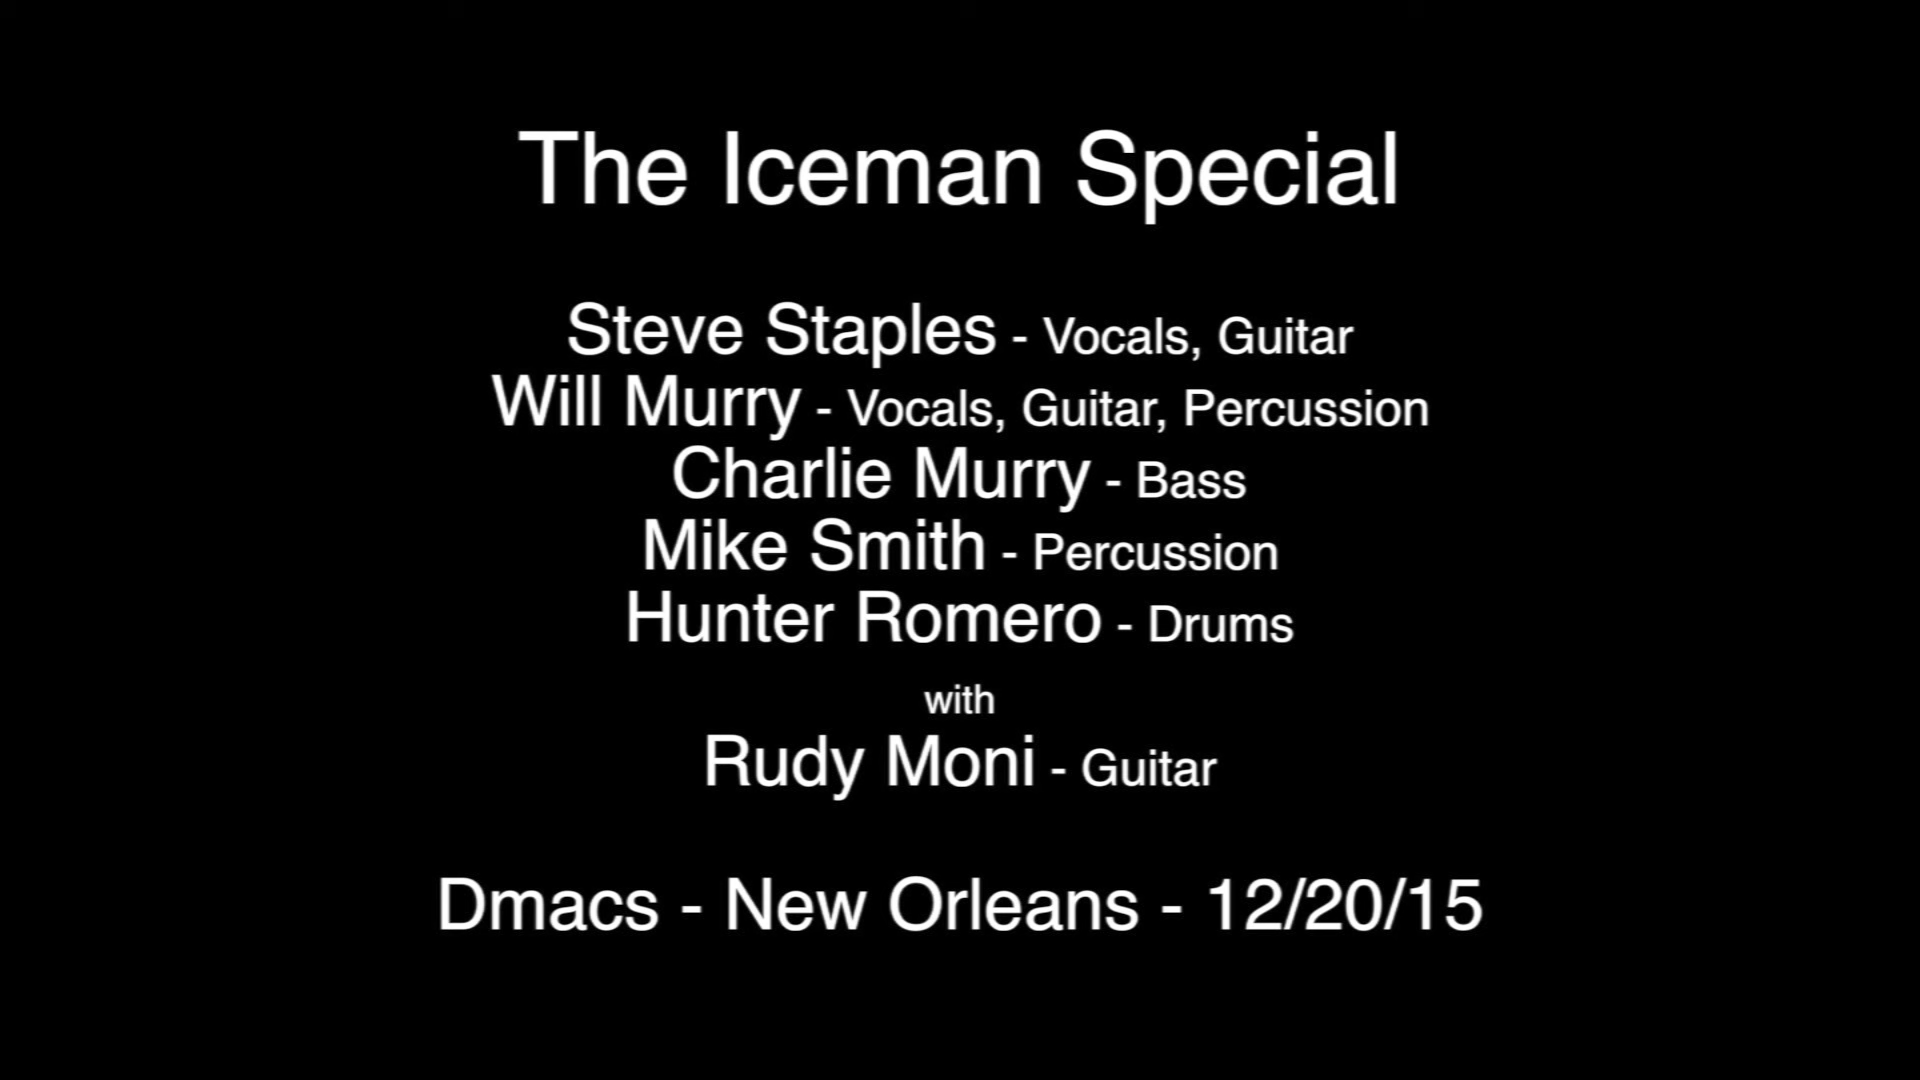 The Iceman Special
Steve Staples - Vocals, Guitar
Will Murry - Vocals, Guitar, Percussion
Charlie Murry - Bass
Mike Smith - Percussion
Hunter Romero - Drums
with
Rudy Moni - Guitar
Dmacs - New Orleans - 12/20/15